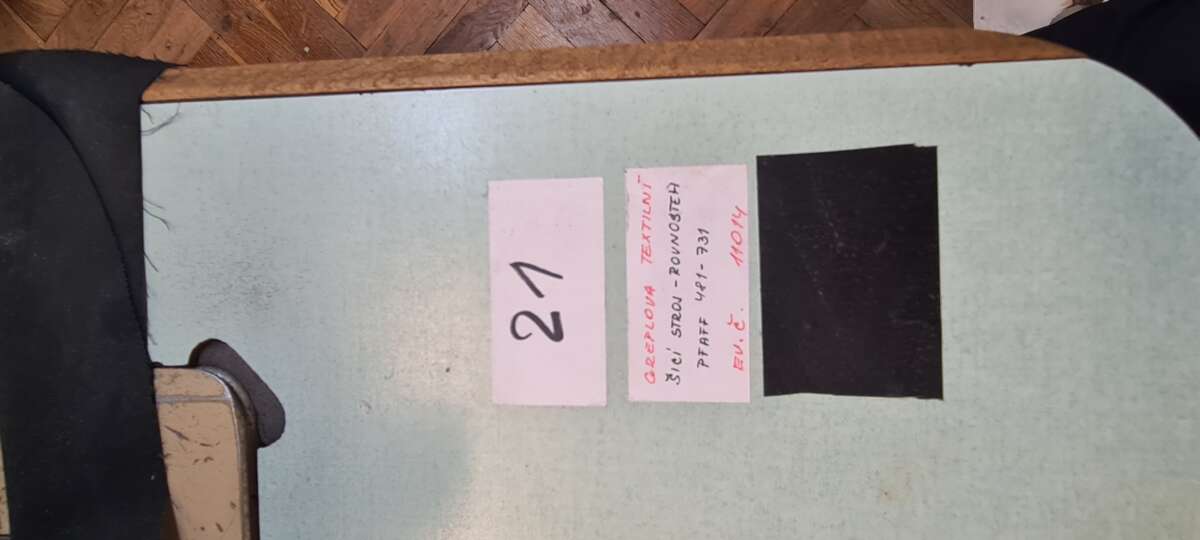 21
GREPLOVA TEXTILNÍ
ŠICÍ STROJ - ROVNOSTEH
PFAFF 481-731
EV.Č. 11014